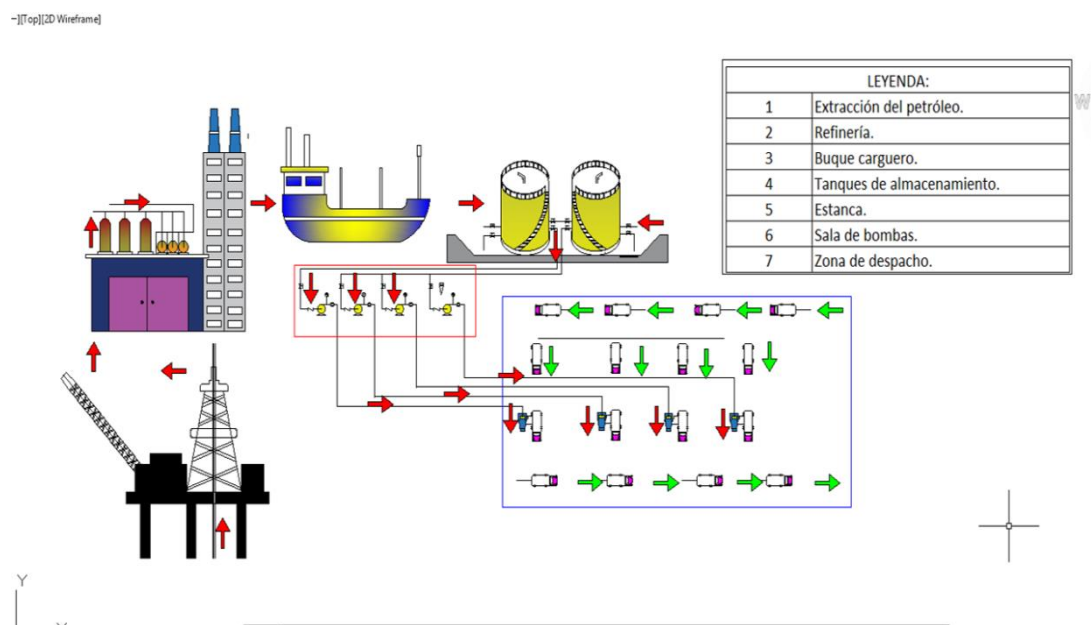 −][Top][2D Wireframe]
LEYENDA:
1 Extracción del petróleo.
2 Refinería.
3 Buque carguero.
4 Tanques de almacenamiento.
5 Estanca.
6 Sala de bombas.
7 Zona de despacho.
W
Y